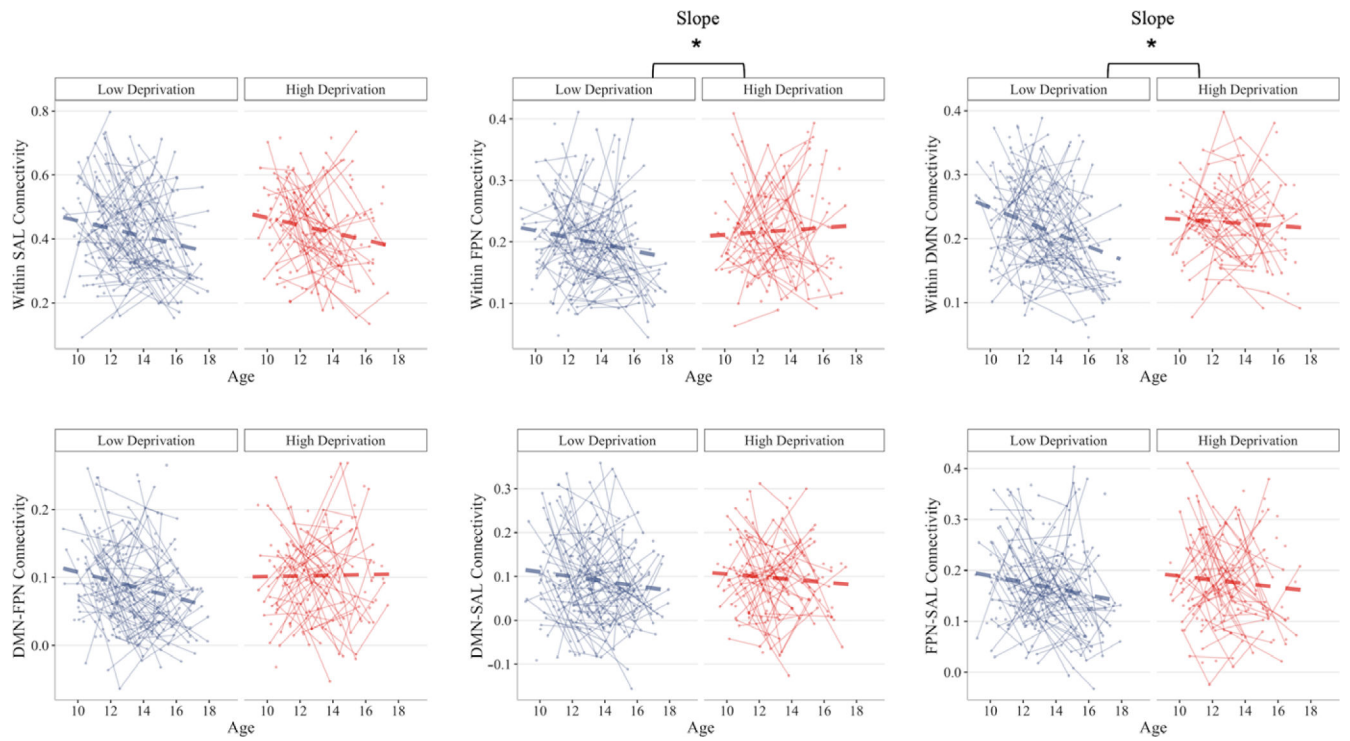 Slope
*
Slope
*
Low Deprivation
High Deprivation
Within SAL Connectivity
0.8
0.6
0.4
0.2
10 12 14 16 18 10 12 14 16 18
Age
Low Deprivation
High Deprivation
Within FPN Connectivity
0.4
0.3
0.2
0.1
10 12 14 16 18 10 12 14 16 18
Age
Low Deprivation
High Deprivation
Within DMN Connectivity
0.4
0.3
0.2
0.1
10 12 14 16 18 10 12 14 16 18
Age
Low Deprivation
High Deprivation
DMN-FPN Connectivity
0.2
0.1
0.0
10 12 14 16 18 10 12 14 16 18
Age
Low Deprivation
High Deprivation
DMN-SAL Connectivity
0.3
0.2
0.1
0.0
−0.1
10 12 14 16 18 10 12 14 16 18
Age
Low Deprivation
High Deprivation
FPN-SAL Connectivity
0.4
0.3
0.2
0.1
0.0
10 12 14 16 18 10 12 14 16 18
Age